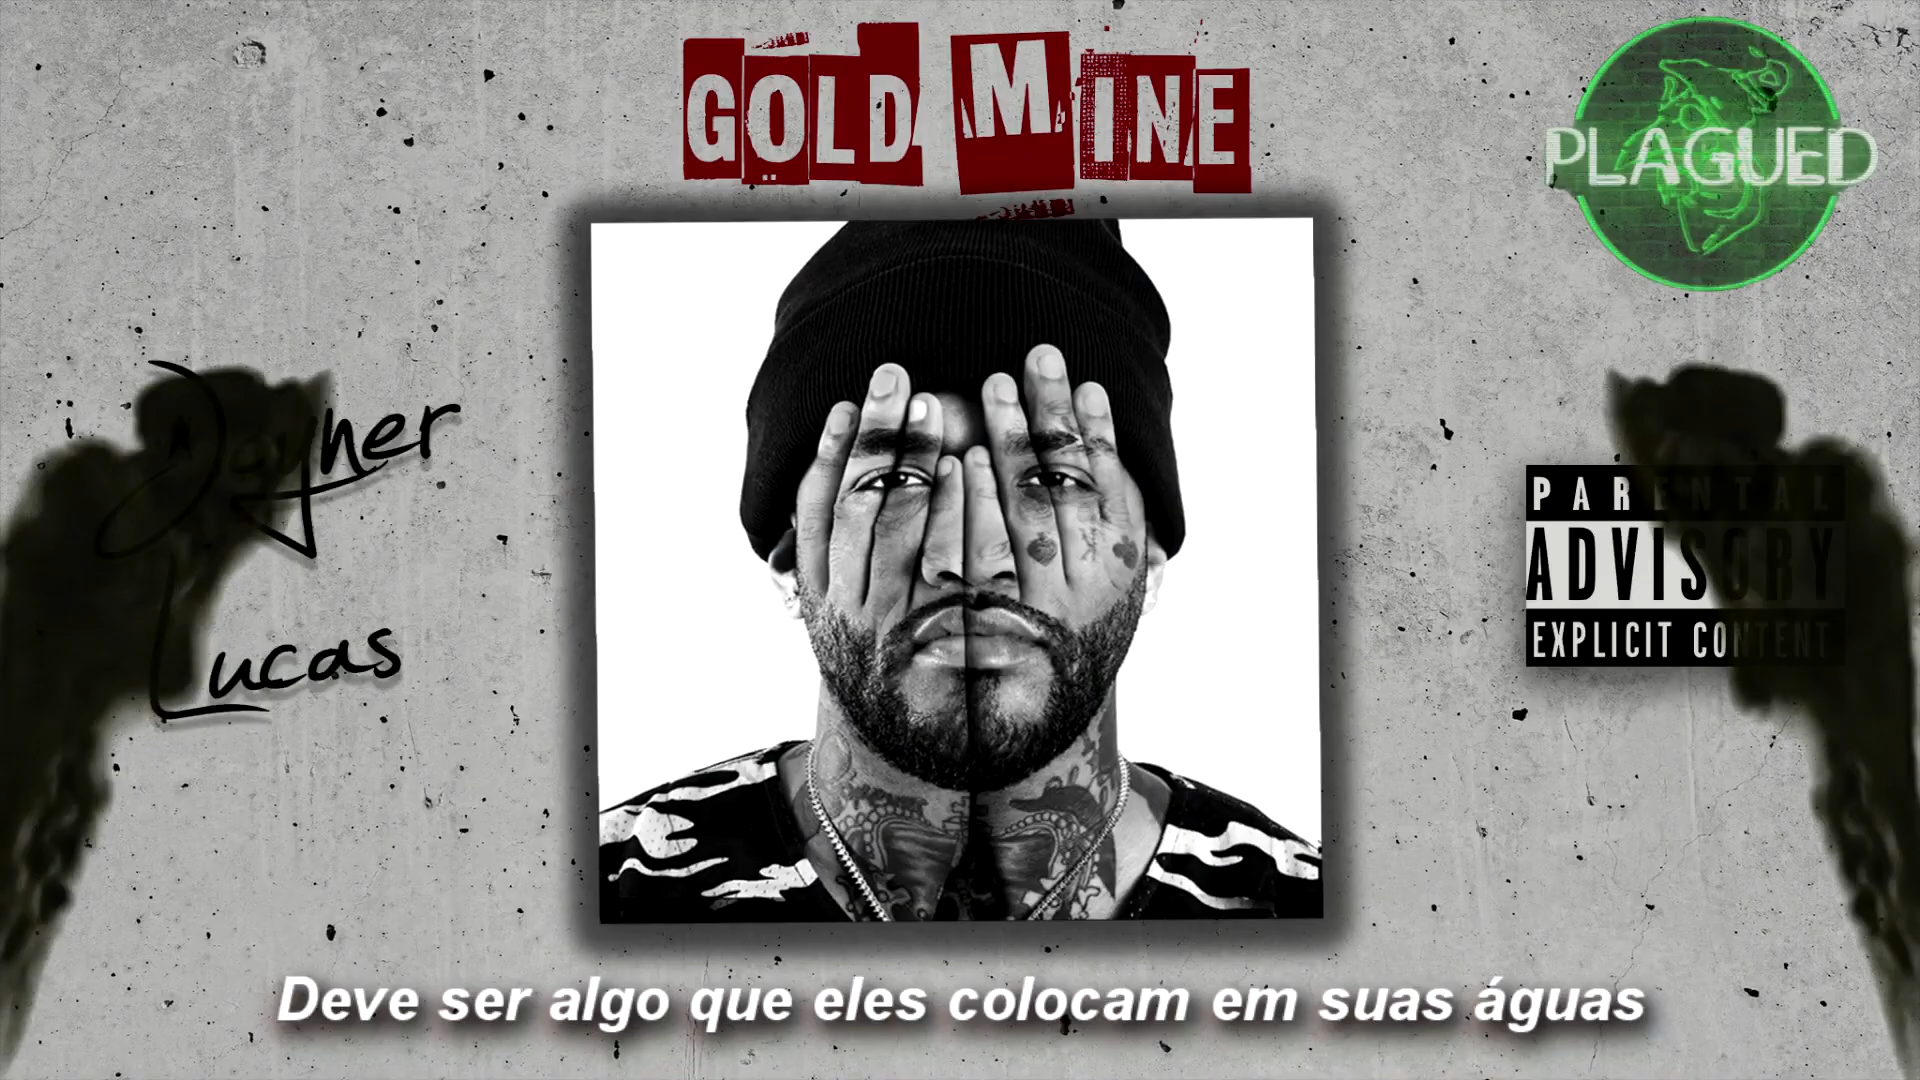 GOLD MINE
PLAGUED
Joyner
Lucas
PARENTAL
ADVISORY
EXPLICIT CONTENT
Deve ser algo que eles colocam em suas águas